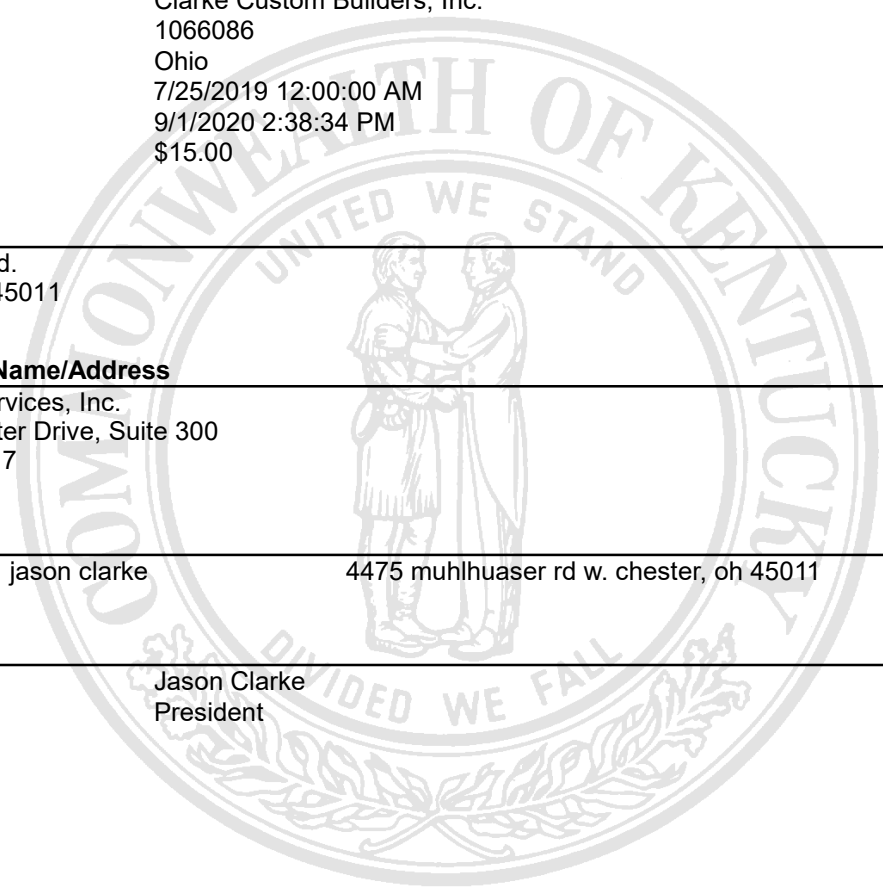 Clarke Custom Builders, Inc.
1066086
Ohio
7/25/2019 12:00:00 AM
9/1/2020 2:38:34 PM
$15.00
COMMONWEALTH OF KENTUCKY
UNITED WE STAND
d.
45011
Name/Address
rvices, Inc.
ter Drive, Suite 300
7
jason clarke 4475 muhlhuaser rd w. chester, oh 45011
DIVIDED WE FALL
Jason Clarke
President